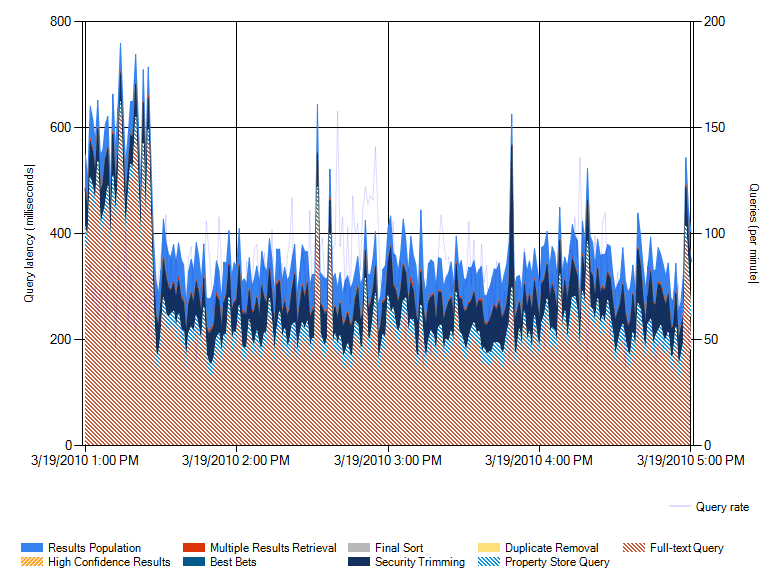 800
200
600
150
400
100
200
50
0
0
Query latency (milliseconds)
Queries (per minute)
3/19/2010 1:00 PM 3/19/2010 2:00 PM 3/19/2010 3:00 PM 3/19/2010 4:00 PM 3/19/2010 5:00 PM
Query rate
Results Population Multiple Results Retrieval Final Sort Duplicate Removal Full-text Query
High Confidence Results Best Bets Security Trimming Property Store Query